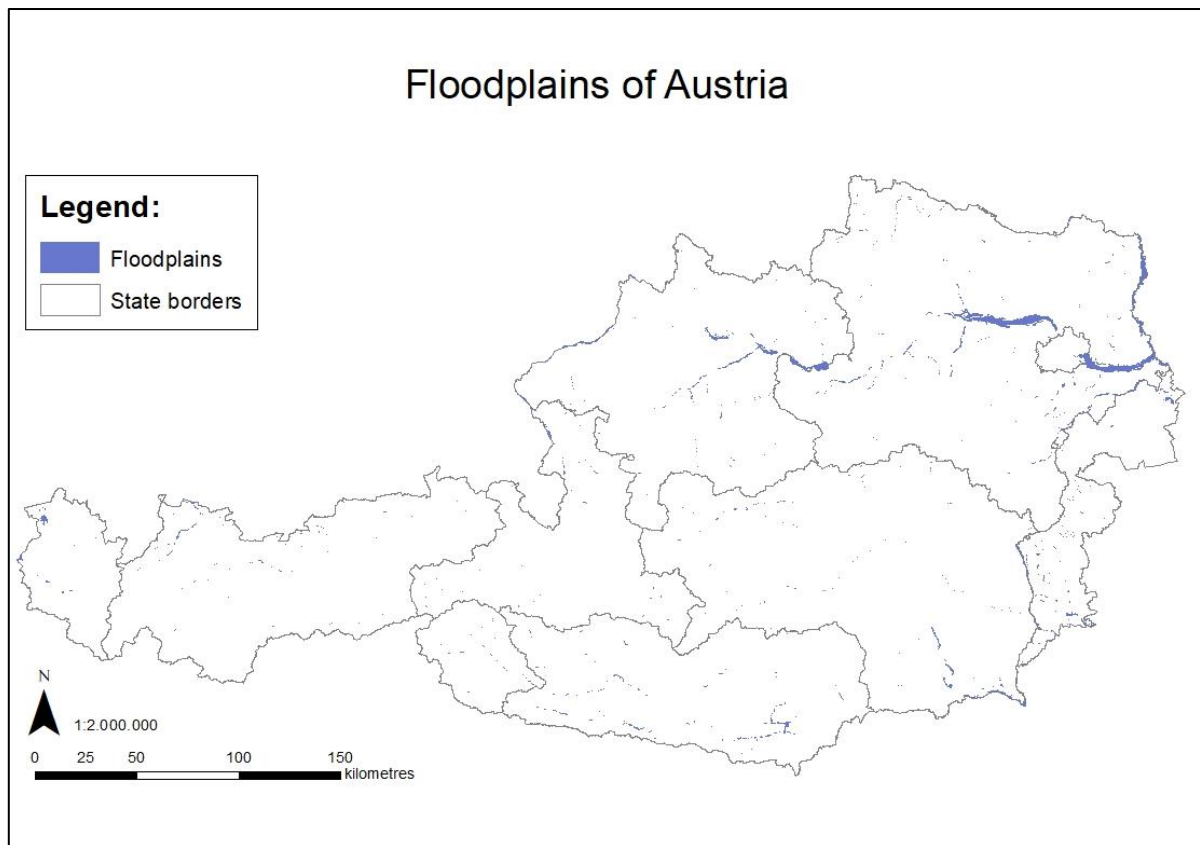 Floodplains of Austria
Legend:
Floodplains
State borders
N
1:2.000.000
0 25 50 100 150
kilometres